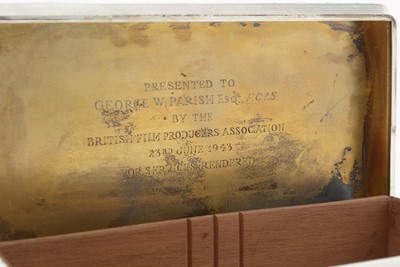 PRESENTED TO
GEORGE W. PARISH ESQ. F.C.I.S.
BY THE
BRITISH FILM PRODUCERS ASSOCIATION
23RD JUNE 1943
FOR SERVICES RENDERED